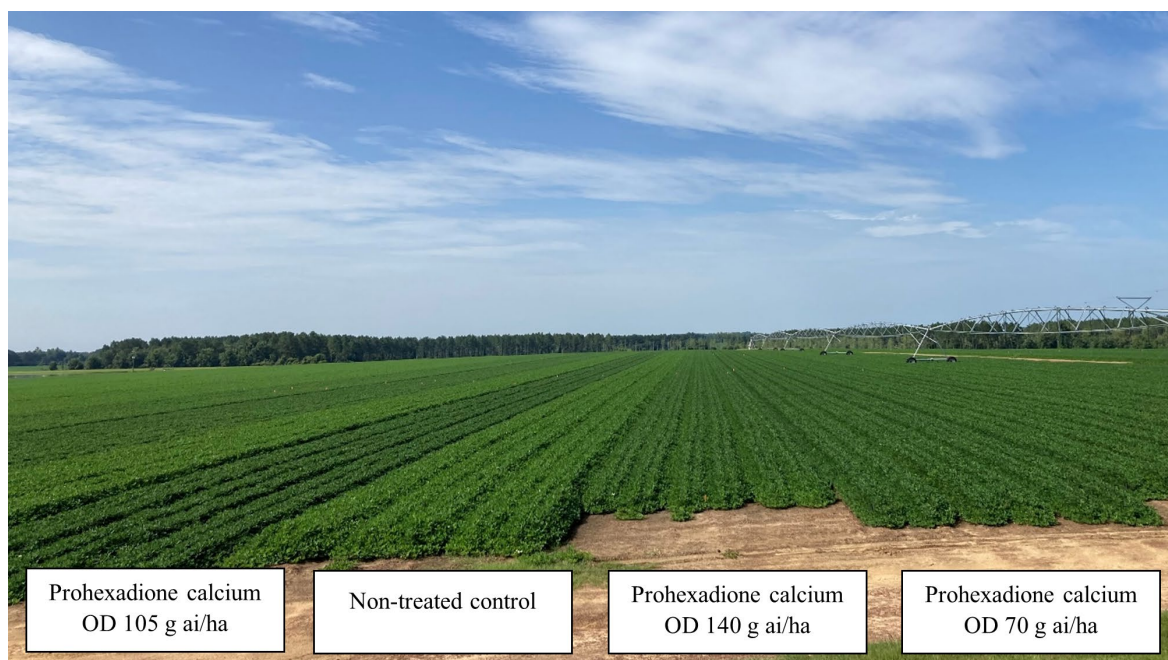 Prohexadione calcium
OD 105 g ai/ha
Non-treated control
Prohexadione calcium
OD 140 g ai/ha
Prohexadione calcium
OD 70 g ai/ha